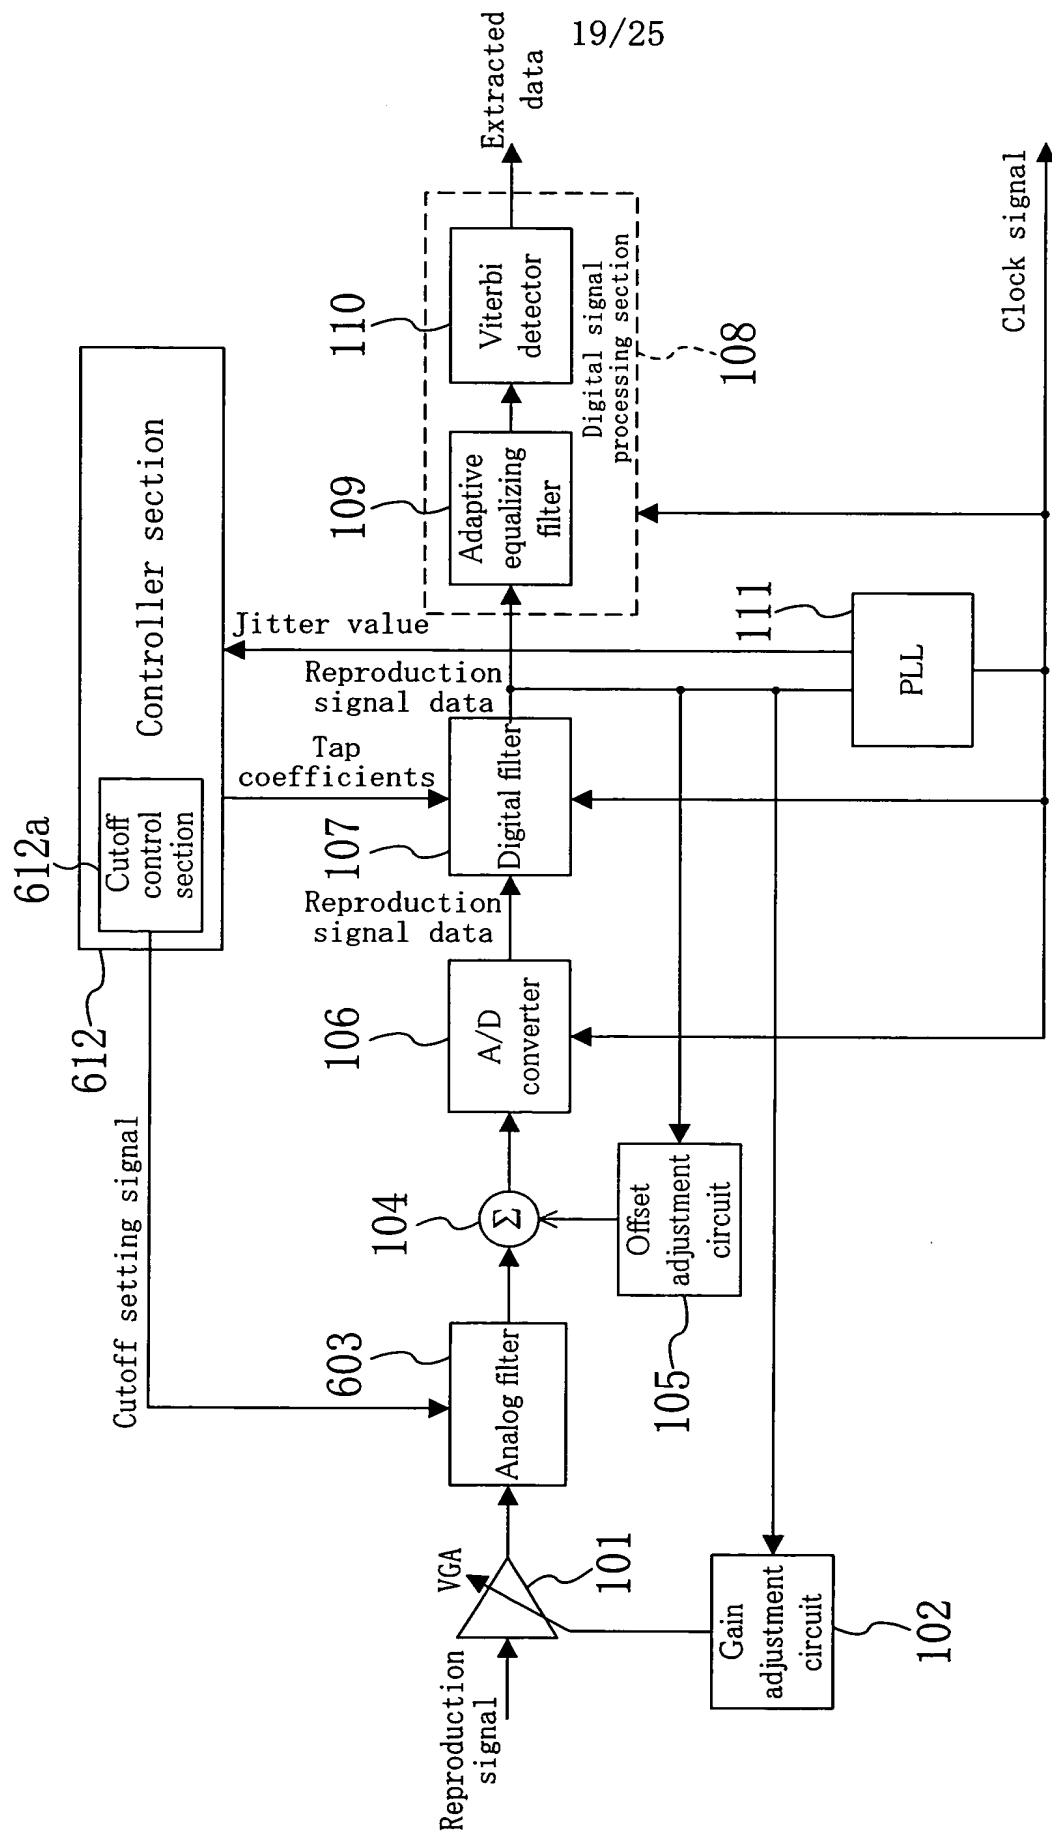 19/25
612a
612
Controller section
Cutoff
control
section
Cutoff setting signal
Tap
coefficients
Jitter value
Reproduction
signal
VGA
101
603
Analog filter
104
Σ
106
A/D
converter
Reproduction
signal data
107
Digital filter
Reproduction
signal data
109
Adaptive
equalizing
filter
110
Viterbi
detector
Digital signal
processing section
108
Extracted
data
Gain
adjustment
circuit
102
Offset
adjustment
circuit
105
111
PLL
Clock signal